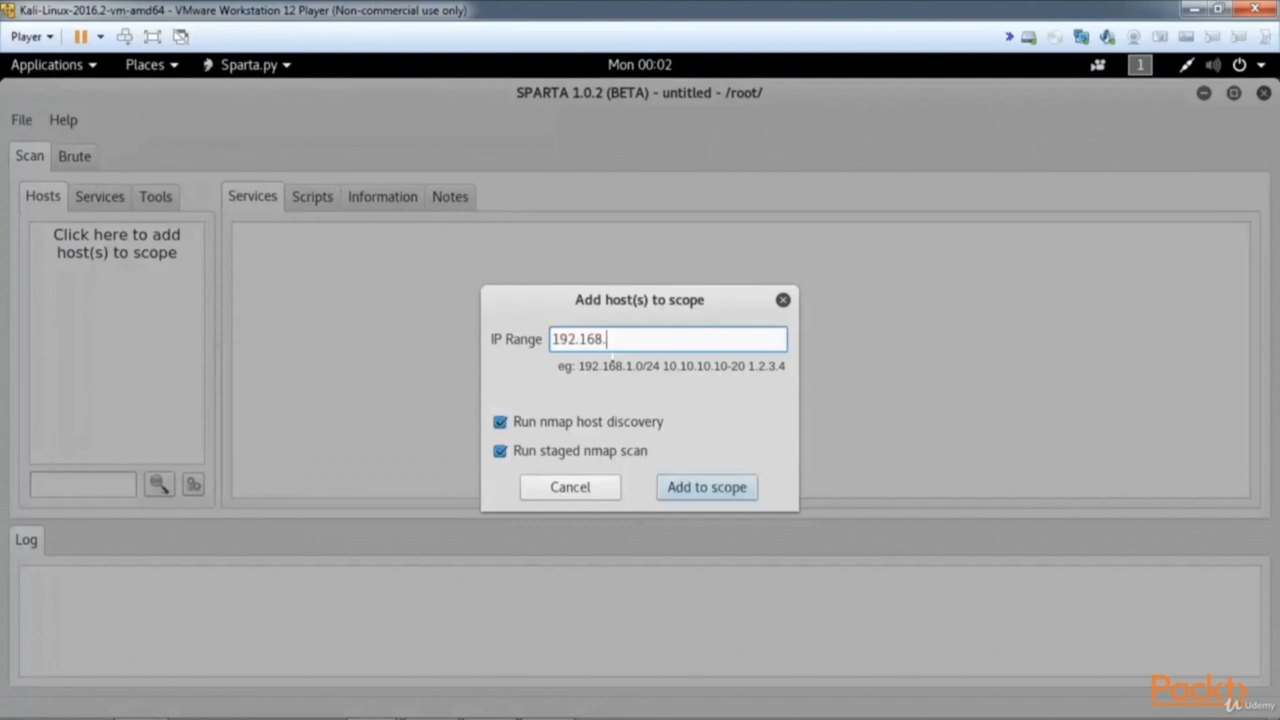 Kali-Linux-2016.2-vm-amd64 - VMware Workstation 12 Player (Non-commercial use only)
Player
Applications Places Sparta.py Mon 00:02 1
SPARTA 1.0.2 (BETA) - untitled - /root/
File Help
Scan Brute
Hosts Services Tools Services Scripts Information Notes
Click here to add
host(s) to scope
Add host(s) to scope
IP Range 192.168.
eg: 192.168.1.0/24 10.10.10.10-20 1.2.3.4
Run nmap host discovery
Run staged nmap scan
Cancel Add to scope
Log
Packt
Udemy